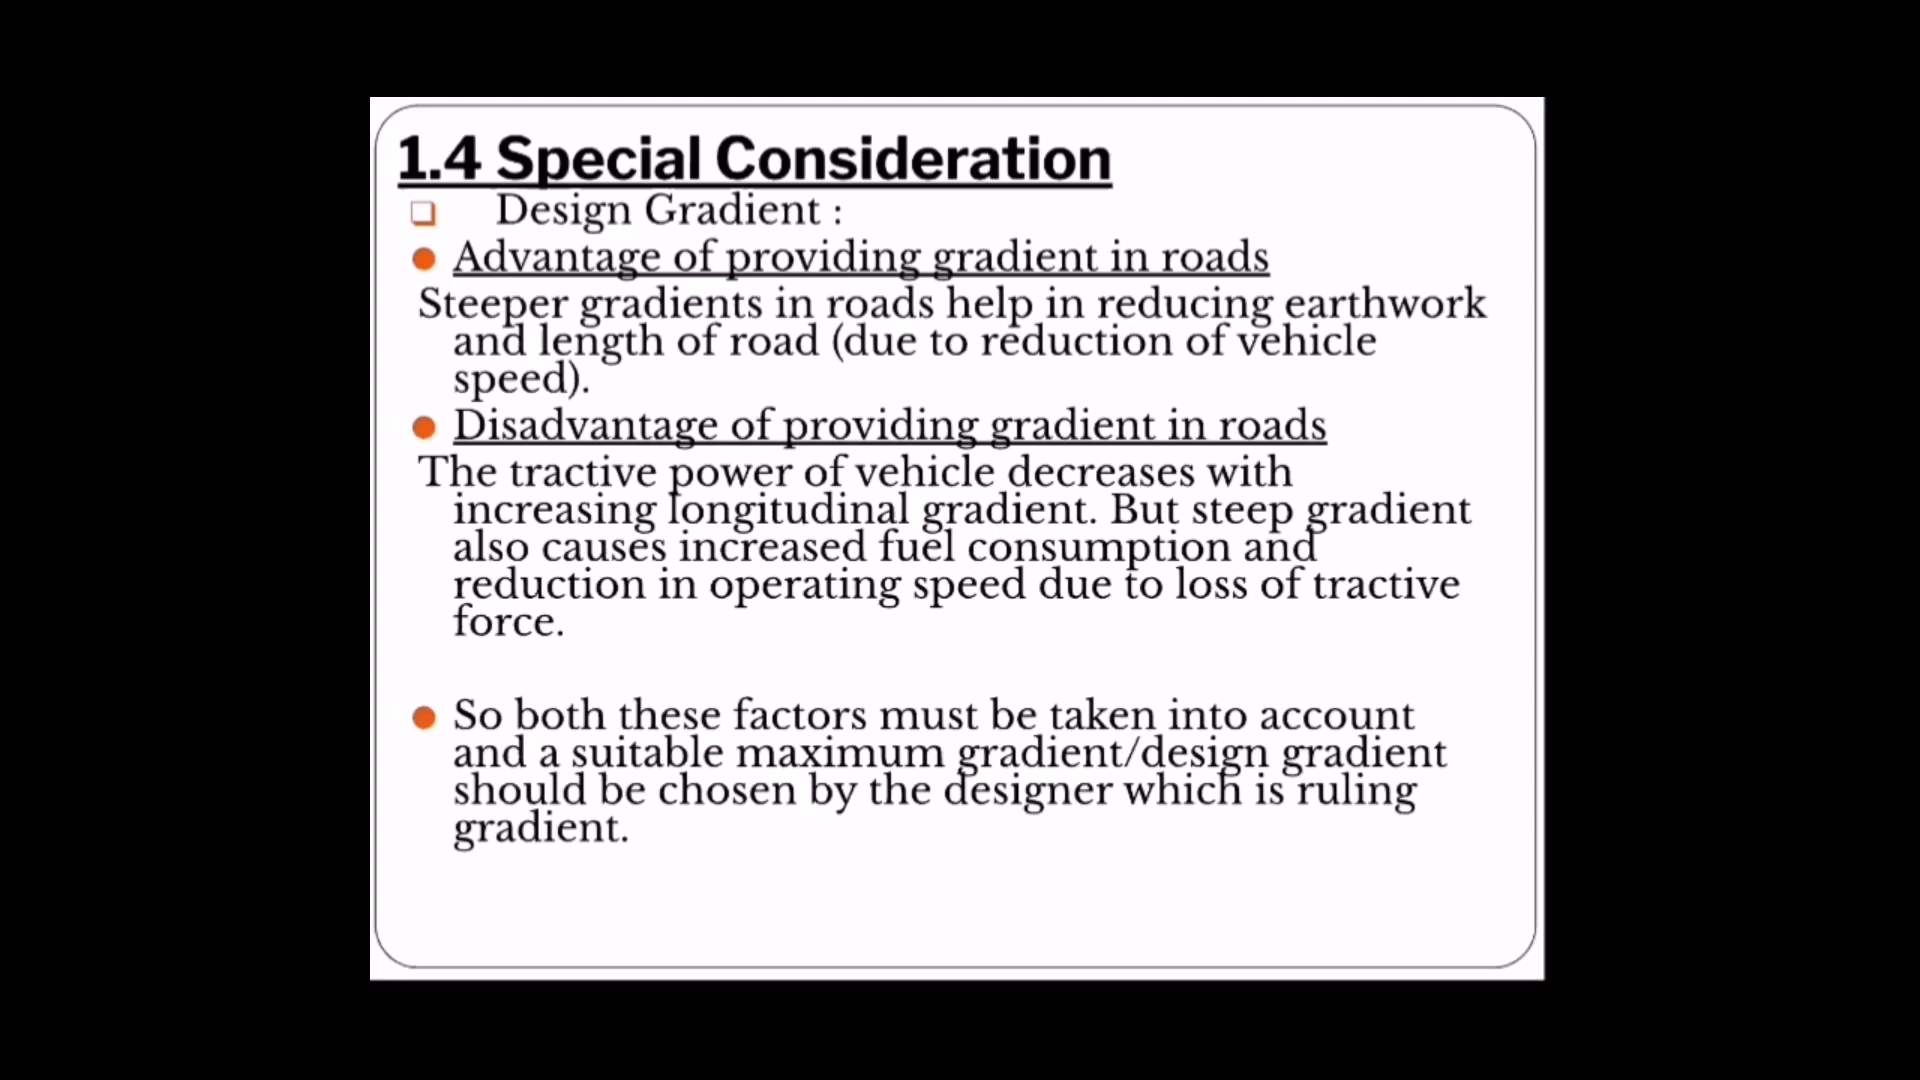 1.4 Special Consideration
Design Gradient :
Advantage of providing gradient in roads
Steeper gradients in roads help in reducing earthwork
and length of road (due to reduction of vehicle
speed).
Disadvantage of providing gradient in roads
The tractive power of vehicle decreases with
increasing longitudinal gradient. But steep gradient
also causes increased fuel consumption and
reduction in operating speed due to loss of tractive
force.
So both these factors must be taken into account
and a suitable maximum gradient/design gradient
should be chosen by the designer which is ruling
gradient.